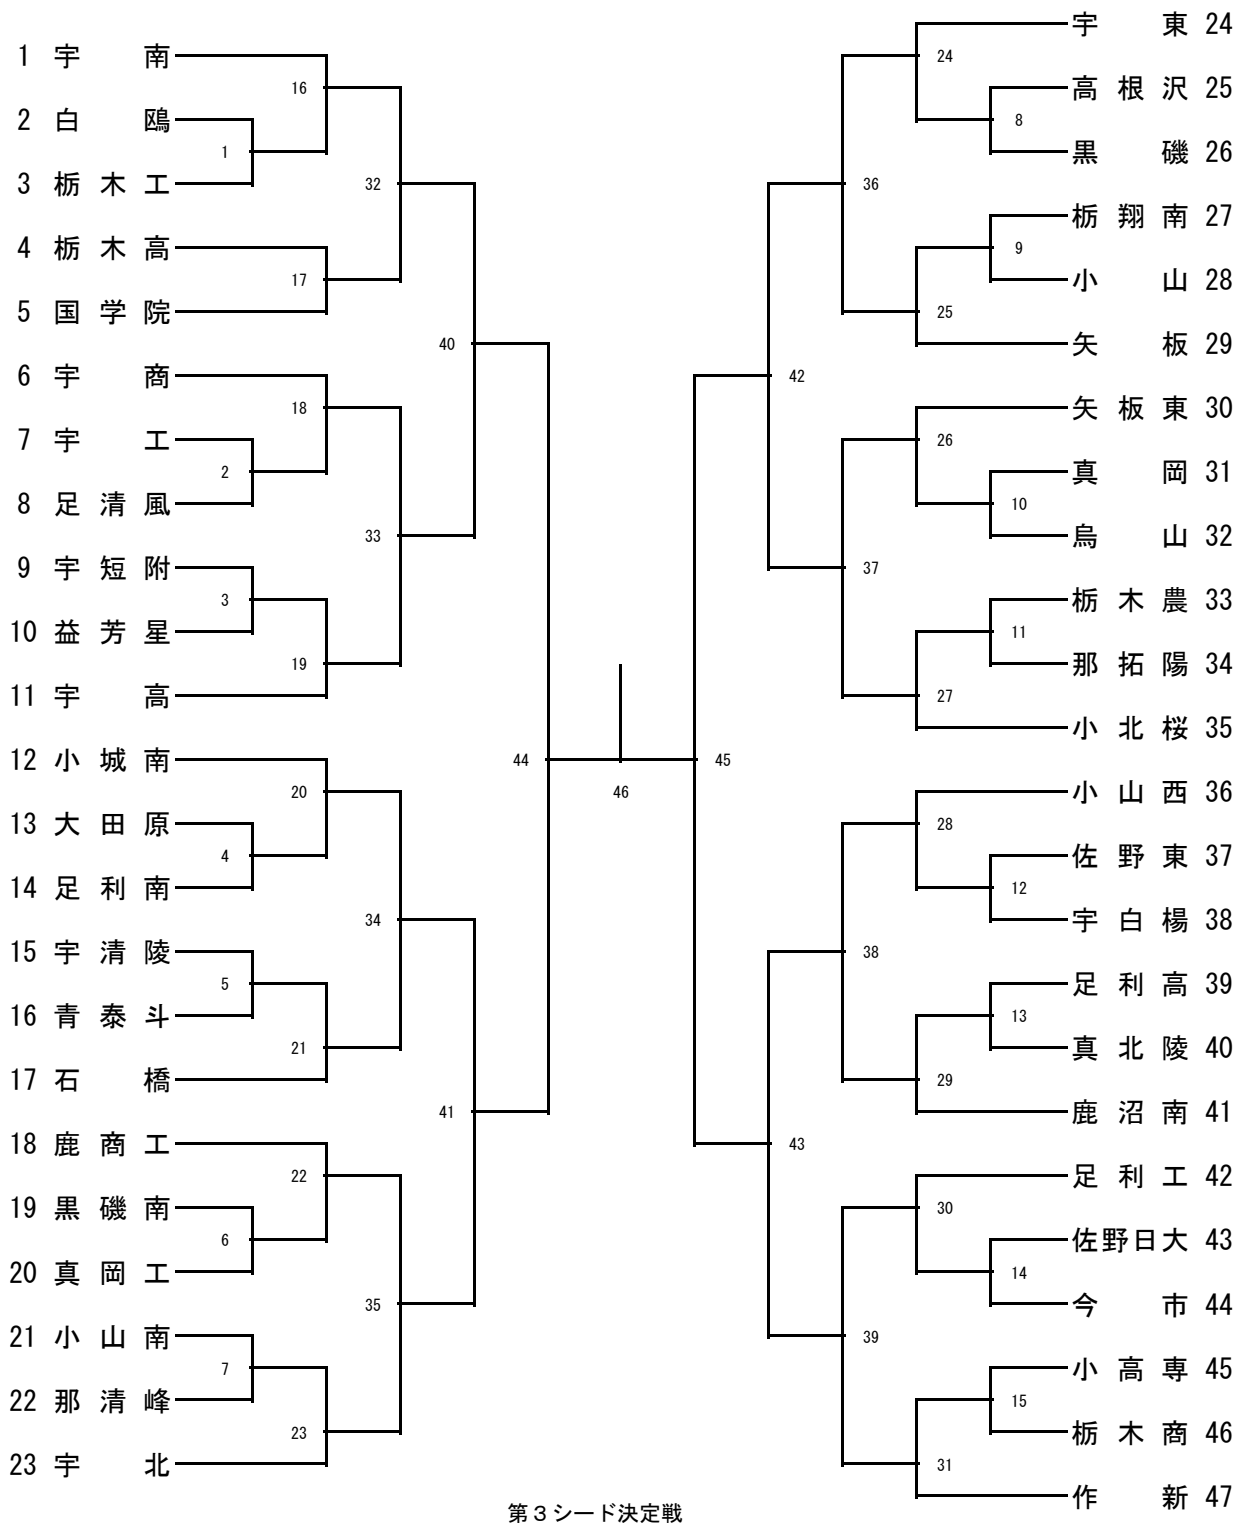 1 宇南
2 白鴎
3 栃木工
4 栃木高
5 国学院
6 宇商
7 宇工
8 足清風
9 宇短附
10 益芳星
11 宇高
12 小城南
13 大田原
14 足利南
15 宇清陵
16 青泰斗
17 石橋
18 鹿商工
19 黒磯南
20 真岡工
21 小山南
22 那清峰
23 宇北
1
2
3
4
5
6
7
16
17
18
19
20
21
22
23
32
33
34
35
40
41
44
46
45
42
43
36
37
38
39
24
25
26
27
28
29
30
31
8
9
10
11
12
13
14
15
宇東 24
高根沢 25
黒磯 26
栃翔南 27
小山 28
矢板 29
矢板東 30
真岡 31
烏山 32
栃木農 33
那拓陽 34
小北桜 35
小山西 36
佐野東 37
宇白楊 38
足利高 39
真北陵 40
鹿沼南 41
足利工 42
佐野日大 43
今市 44
小高専 45
栃木商 46
作新 47
第３シード決定戦